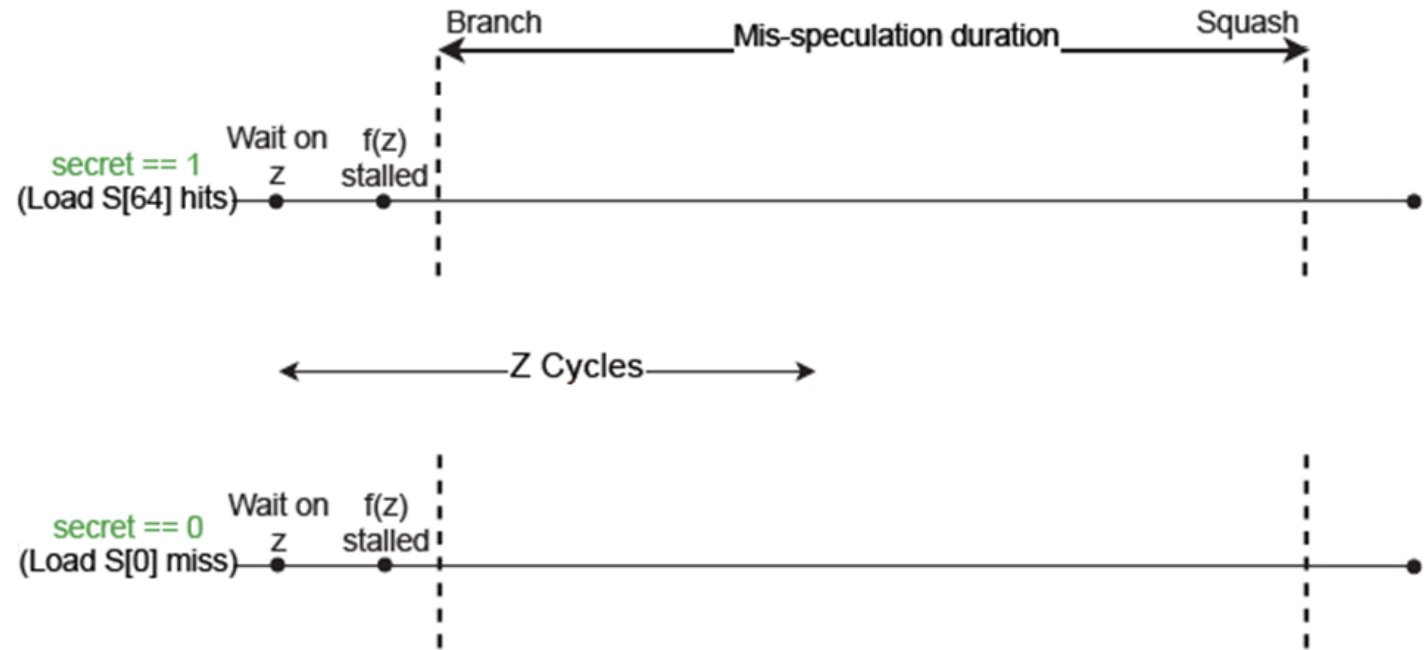 Branch
Mis-speculation duration
Squash
Wait on
z
f(z)
stalled
secret == 1
(Load S[64] hits)
Z Cycles
Wait on
z
f(z)
stalled
secret == 0
(Load S[0] miss)